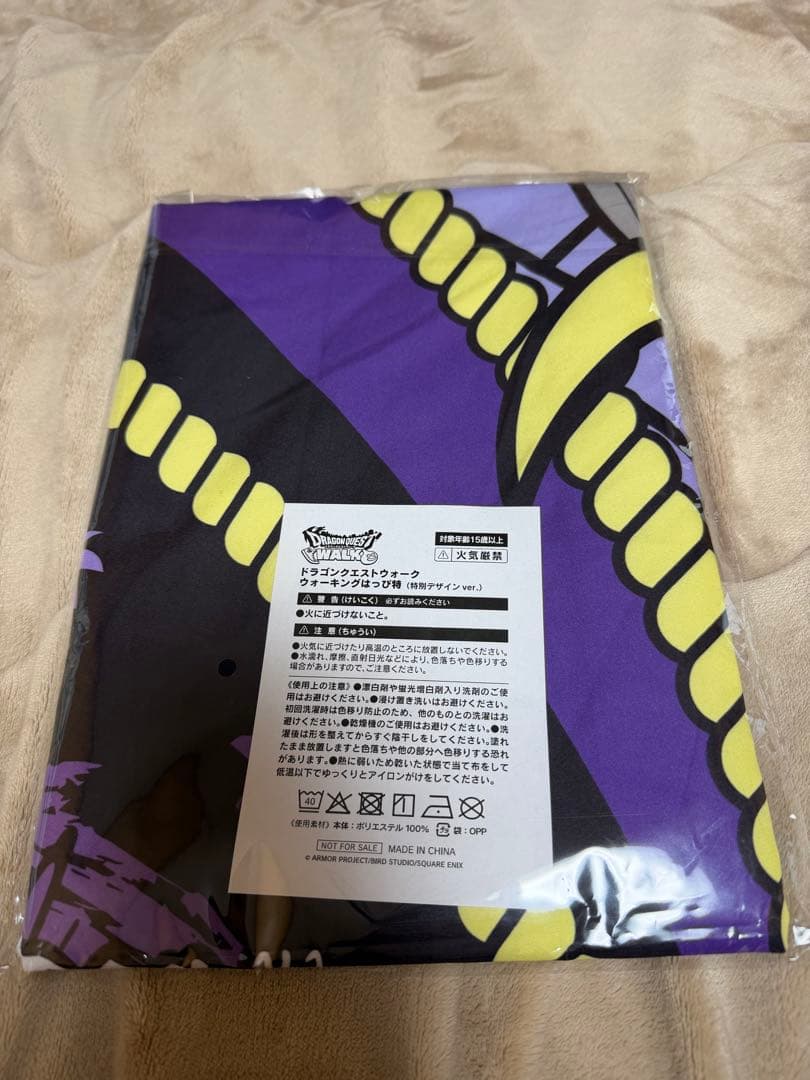 DRAGON QUEST
WALK
対象年齢15歳以上
火気厳禁
ドラゴンクエストウォーク
ウォーキングはっぴ特（特別デザインver.）
警告（けいこく）必ずお読みください
●火に近づけないこと。
注意（ちゅうい）
●火気に近づけたり高温のところに放置しないでください。
●水濡れ、摩擦、直射日光などにより、色落ちや色移りする
場合がありますので、ご注意ください。
《使用上の注意》●漂白剤や蛍光増白剤入り洗剤のご使
用はお避けください。●浸け置き洗いはお避けください。
初回洗濯時は色移り防止のため、他のものとの洗濯はお
避けください。●乾燥機のご使用はお避けください。●洗
濯後は形を整えてからすぐ陰干しをしてください。濡れ
たまま放置しますと色落ちや他の部分へ色移りする恐れ
があります。●熱に弱いため乾いた状態で当て布をして
低温以下でゆっくりとアイロンがけをしてください。
40
《使用素材》本体：ポリエステル 100% プラ 袋：OPP
NOT FOR SALE MADE IN CHINA
© ARMOR PROJECT/BIRD STUDIO/SQUARE ENIX